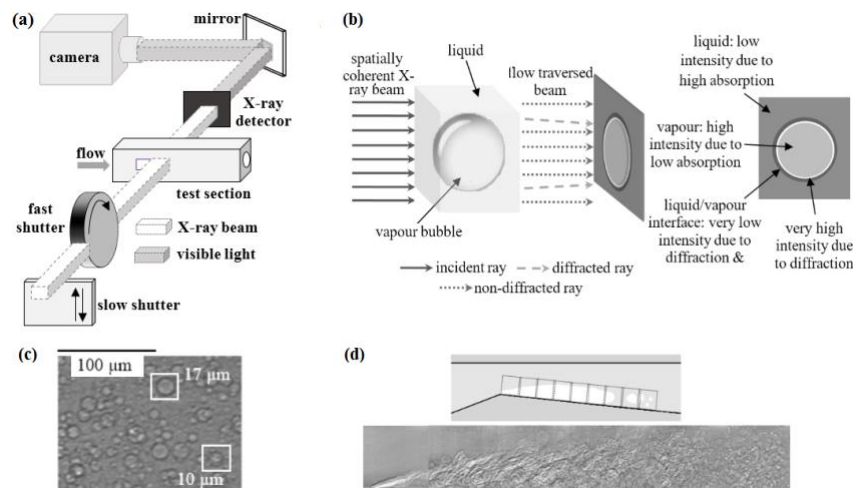 (a)
mirror
camera
X-ray
detector
flow
test section
fast
shutter
X-ray beam
visible light
slow shutter
(b)
spatially
coherent X-
ray beam
liquid
flow traversed
beam
vapour bubble
incident ray
diffracted ray
non-diffracted ray
liquid: low
intensity due to
high absorption
vapour: high
intensity due to
low absorption
liquid/vapour
interface: very low
intensity due to
diffraction &
very high
intensity due
to diffraction
(c)
100 µm
17 µm
10 µm
(d)